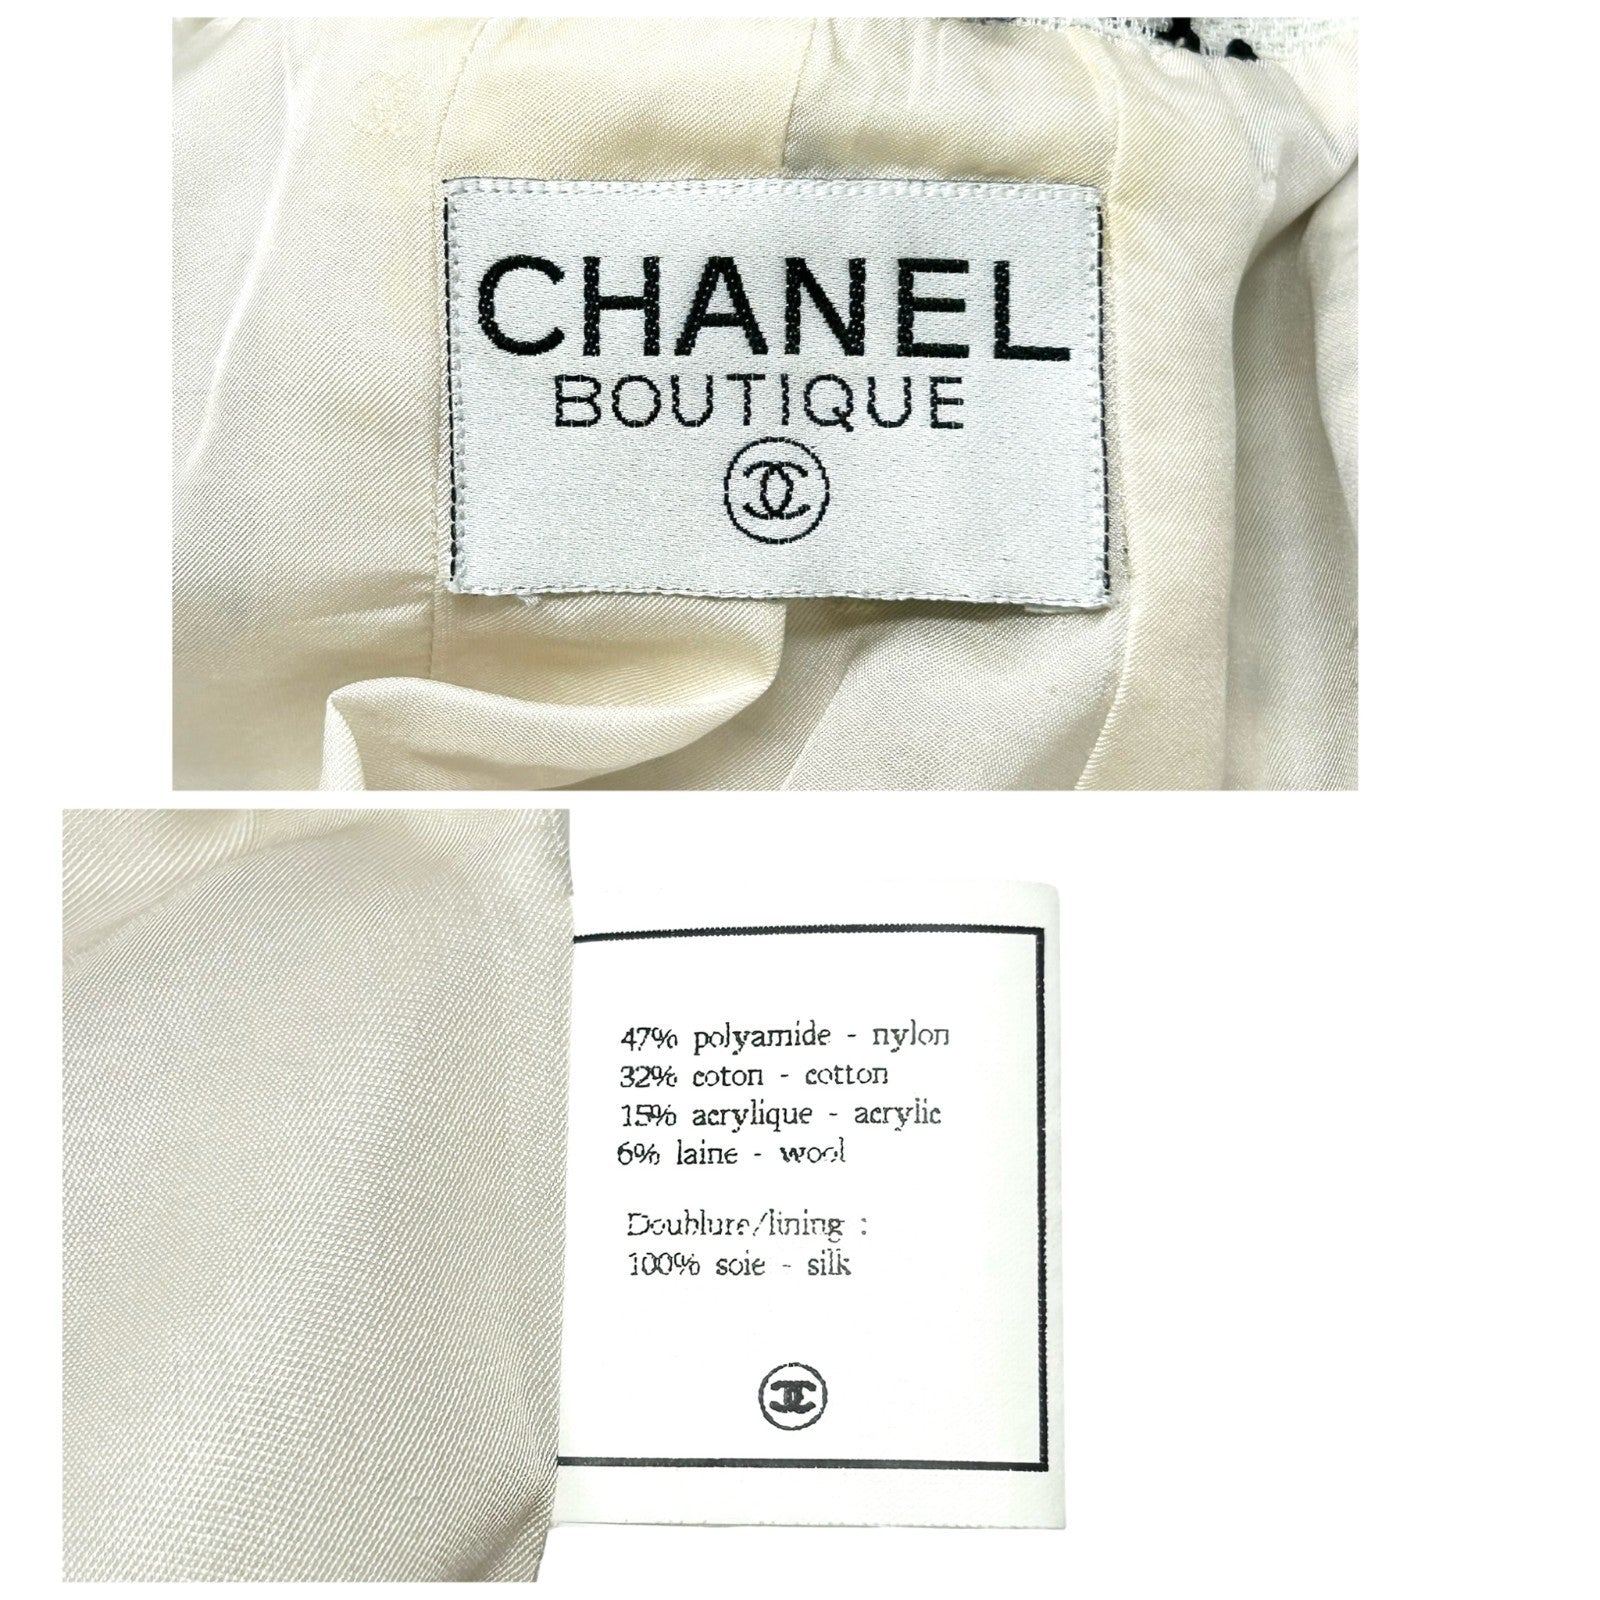 CHANEL
BOUTIQUE
47% polyamide - nylon
32% coton - cotton
15% acrylique - acrylic
6% laine - wool
Doublure/lining :
100% soie - silk